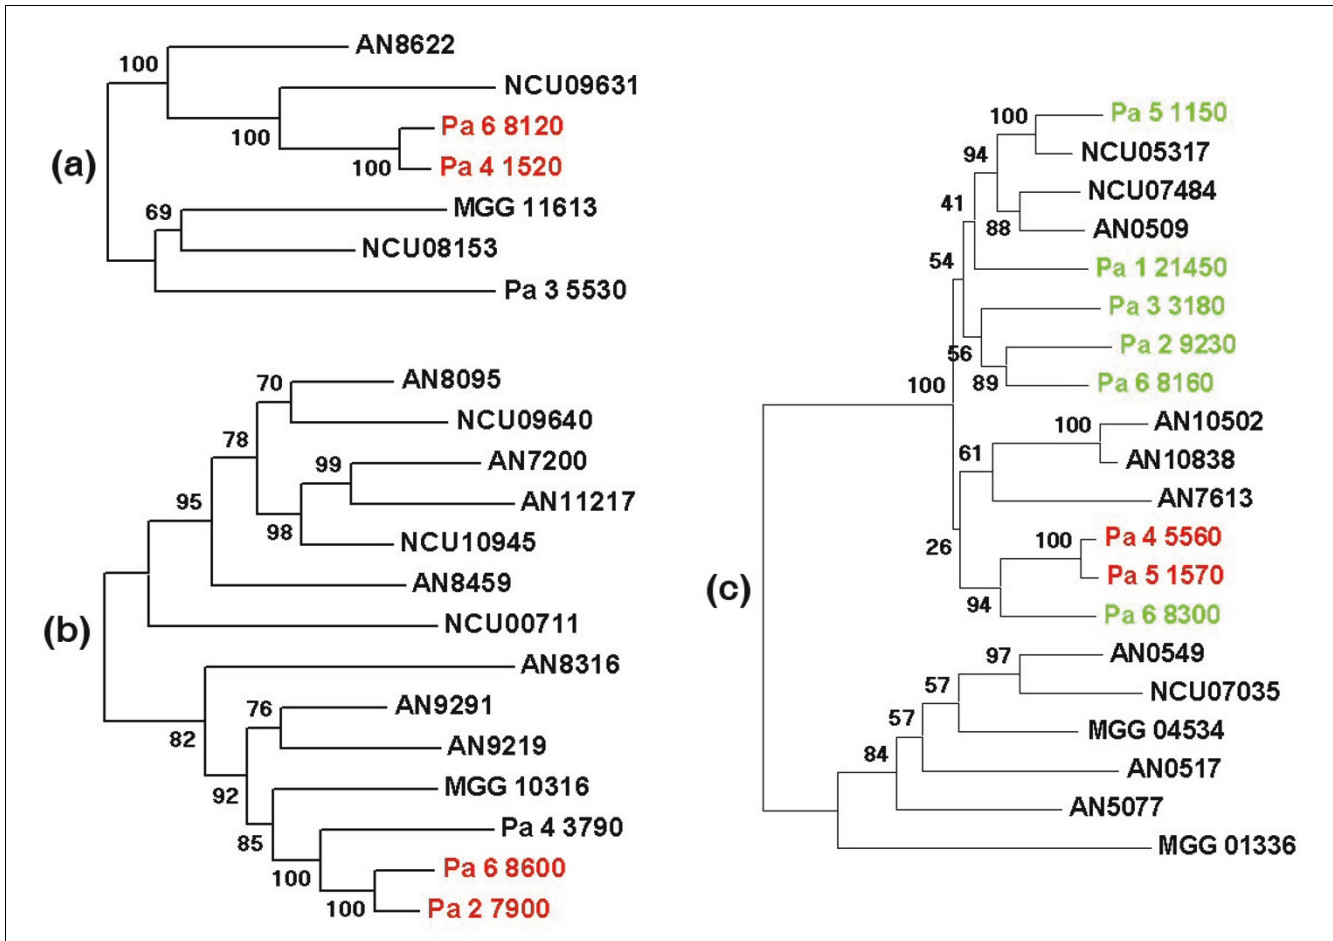 (a)
AN8622
100
NCU09631
Pa 6 8120
100
Pa 4 1520
100
MGG 11613
69
NCU08153
Pa 3 5530
(b)
AN8095
70
NCU09640
78
AN7200
99
AN11217
95
98
NCU10945
AN8459
NCU00711
AN8316
AN9291
76
82
AN9219
92
MGG 10316
85
Pa 4 3790
100
Pa 6 8600
100
Pa 2 7900
(c)
Pa 5 1150
100
NCU05317
94
NCU07484
41
88
AN0509
54
Pa 1 21450
Pa 3 3180
56
Pa 2 9230
89
Pa 6 8160
100
AN10502
100
AN10838
61
AN7613
Pa 4 5560
100
26
Pa 5 1570
94
Pa 6 8300
AN0549
97
NCU07035
57
MGG 04534
57
AN0517
84
AN5077
MGG 01336